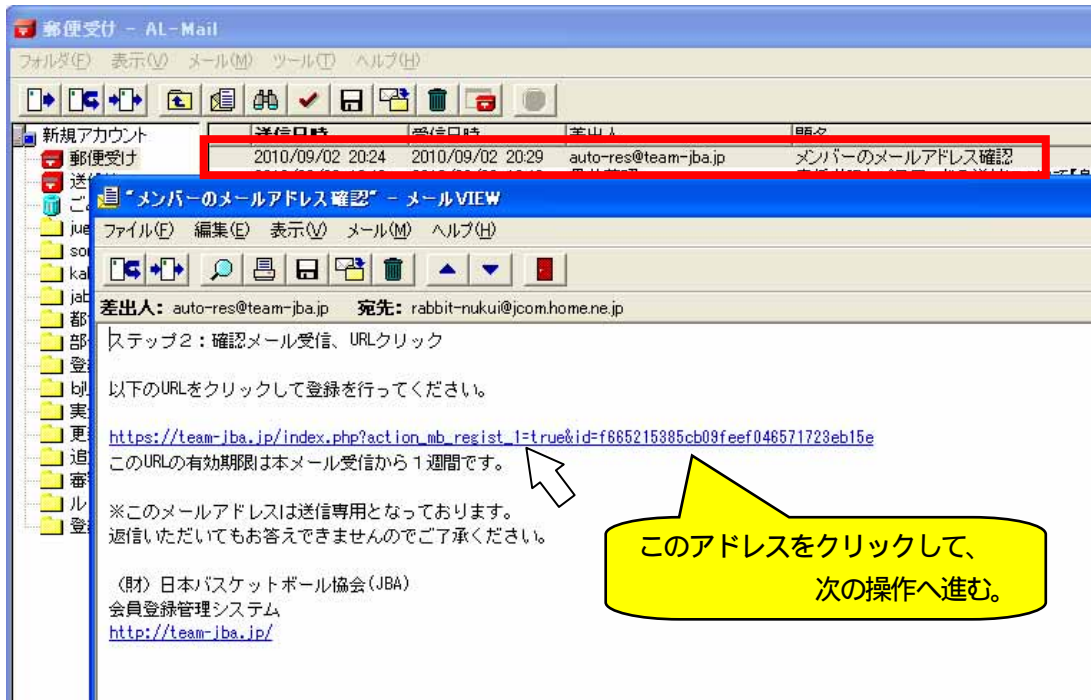 郵便受け - AL-Mail
フォルダ(F) 表示(V) メール(M) ツール(T) ヘルプ(H)
新規アカウント
送信日時 受信日時 差出人 題名
郵便受け
2010/09/02 20:24 2010/09/02 20:29 auto-res@team-jba.jp メンバーのメールアドレス確認
"メンバーのメールアドレス確認" - メールVIEW
ファイル(F) 編集(E) 表示(V) メール(M) ヘルプ(H)
差出人: auto-res@team-jba.jp 宛先: rabbit-nukui@jcom.home.ne.jp
ステップ2:確認メール受信、URLクリック
以下のURLをクリックして登録を行ってください。
https://team-jba.jp/index.php?action_mb_regist_1=true&id=f665215385cb09feef046571723eb15e
このURLの有効期限は本メール受信から1週間です。
※このメールアドレスは送信専用となっております。
返信いただいてもお答えできませんのでご了承ください。
このアドレスをクリックして、
次の操作へ進む。
(財)日本バスケットボール協会(JBA)
会員登録管理システム
http://team-jba.jp/